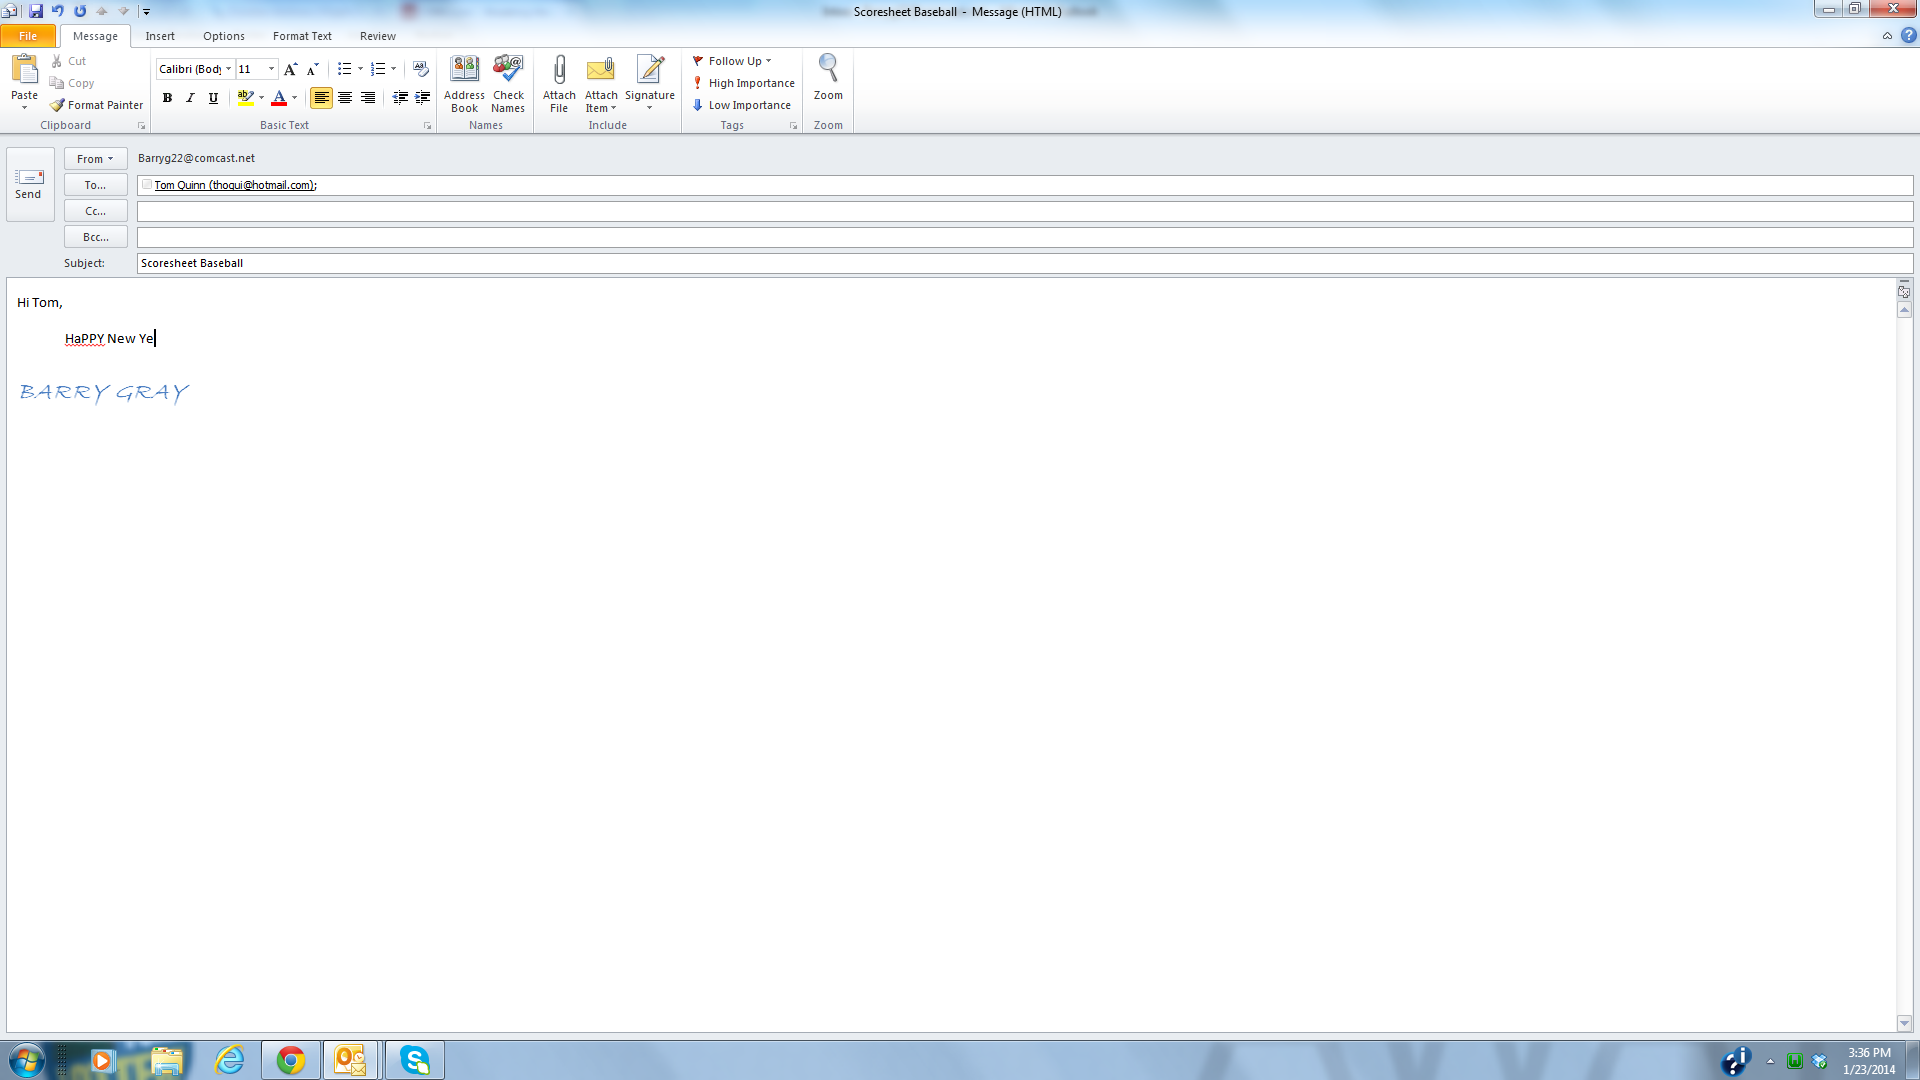 Scoresheet Baseball - Message (HTML)
File Message Insert Options Format Text Review
Paste
Cut
Copy
Format Painter
Clipboard
Calibri (Body 11
B I U
Basic Text
Address Book
Check Names
Names
Attach File
Attach Item
Signature
Include
Follow Up
High Importance
Low Importance
Tags
Zoom
Zoom
Send
From Barryg22@comcast.net
To... Tom Quinn (thoqui@hotmail.com);
Cc...
Bcc...
Subject: Scoresheet Baseball
Hi Tom,
HaPPY New Ye
BARRY GRAY
3:36 PM
1/23/2014